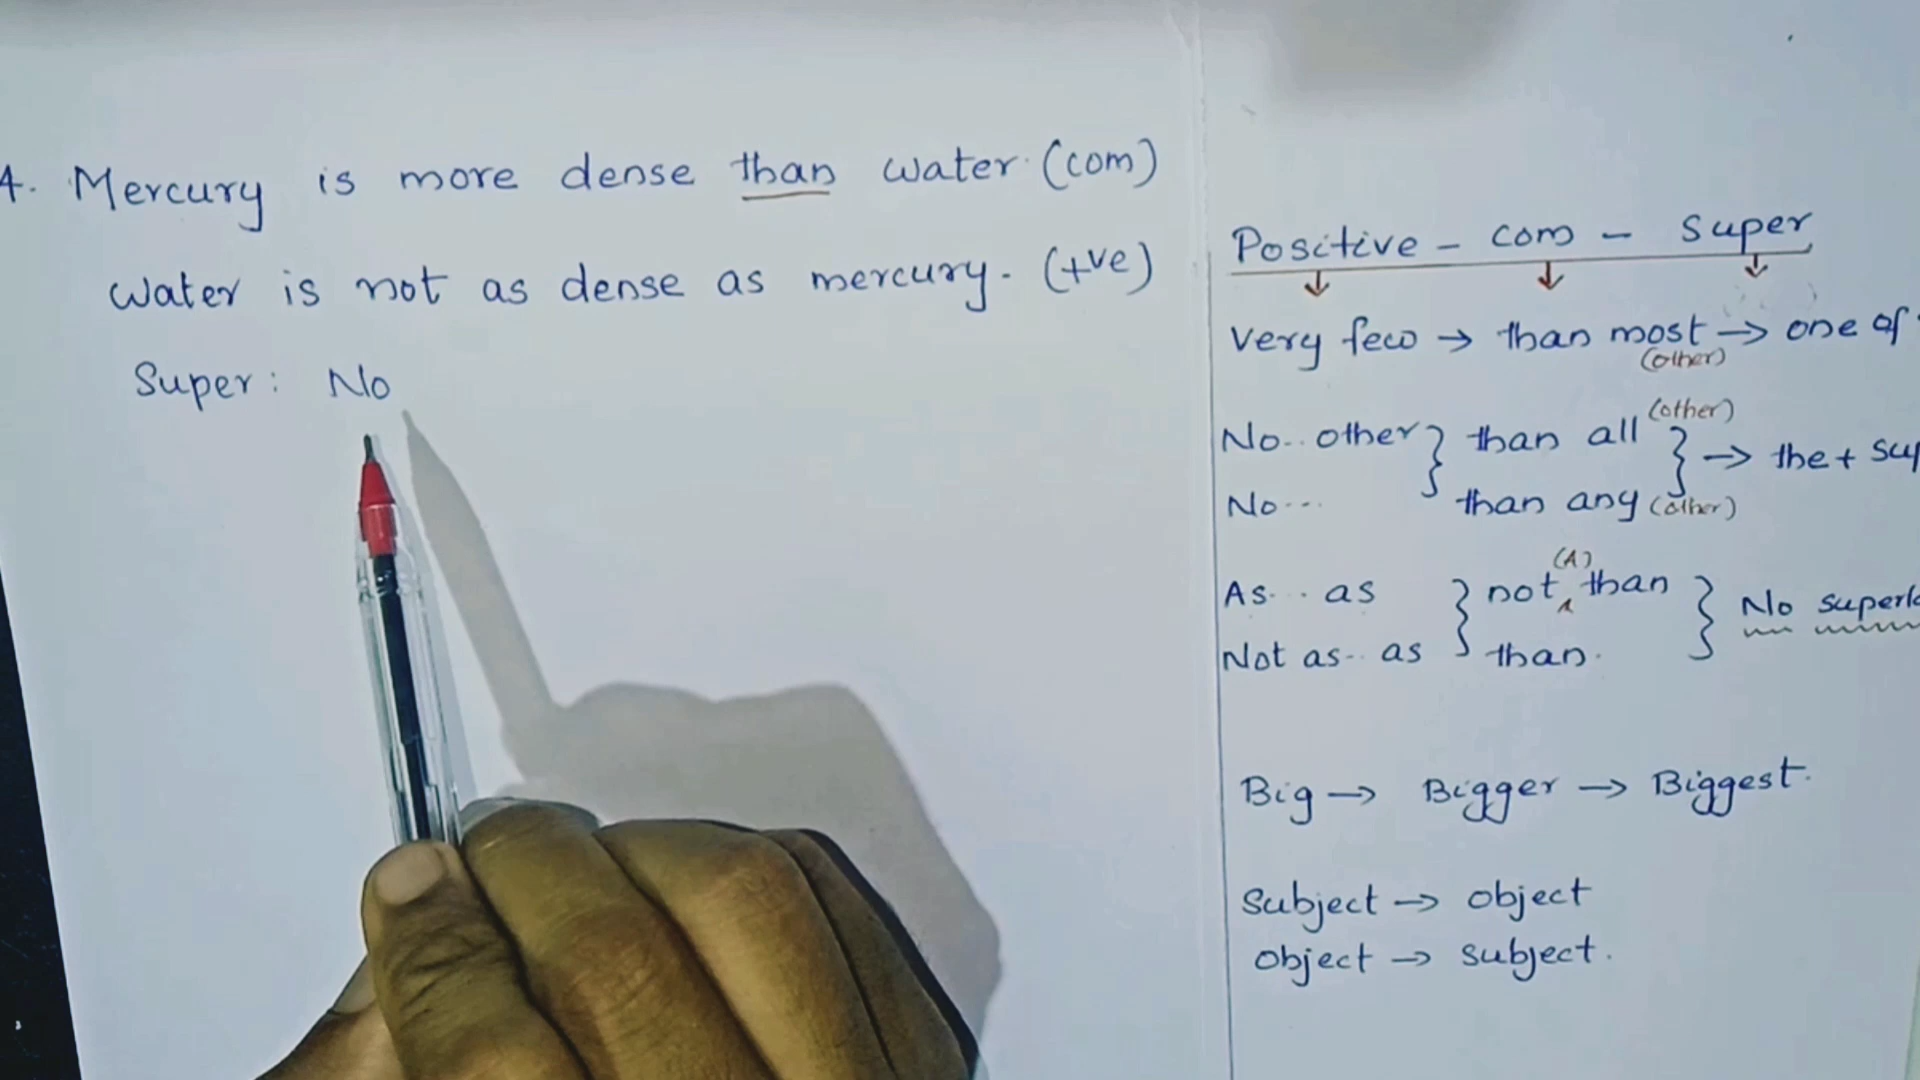 4. Mercury is more dense than water. (com)
Water is not as dense as mercury. (+ve)
Super: No
Positive - com - Super
Very few → than most → one of
(other)
(other)
No.. other } than all } → the +
No... than any (other)
(A)
As... as } not ‸ than } No
Not as.. as than.
Big → Bigger → Biggest.
Subject → object
object → subject.